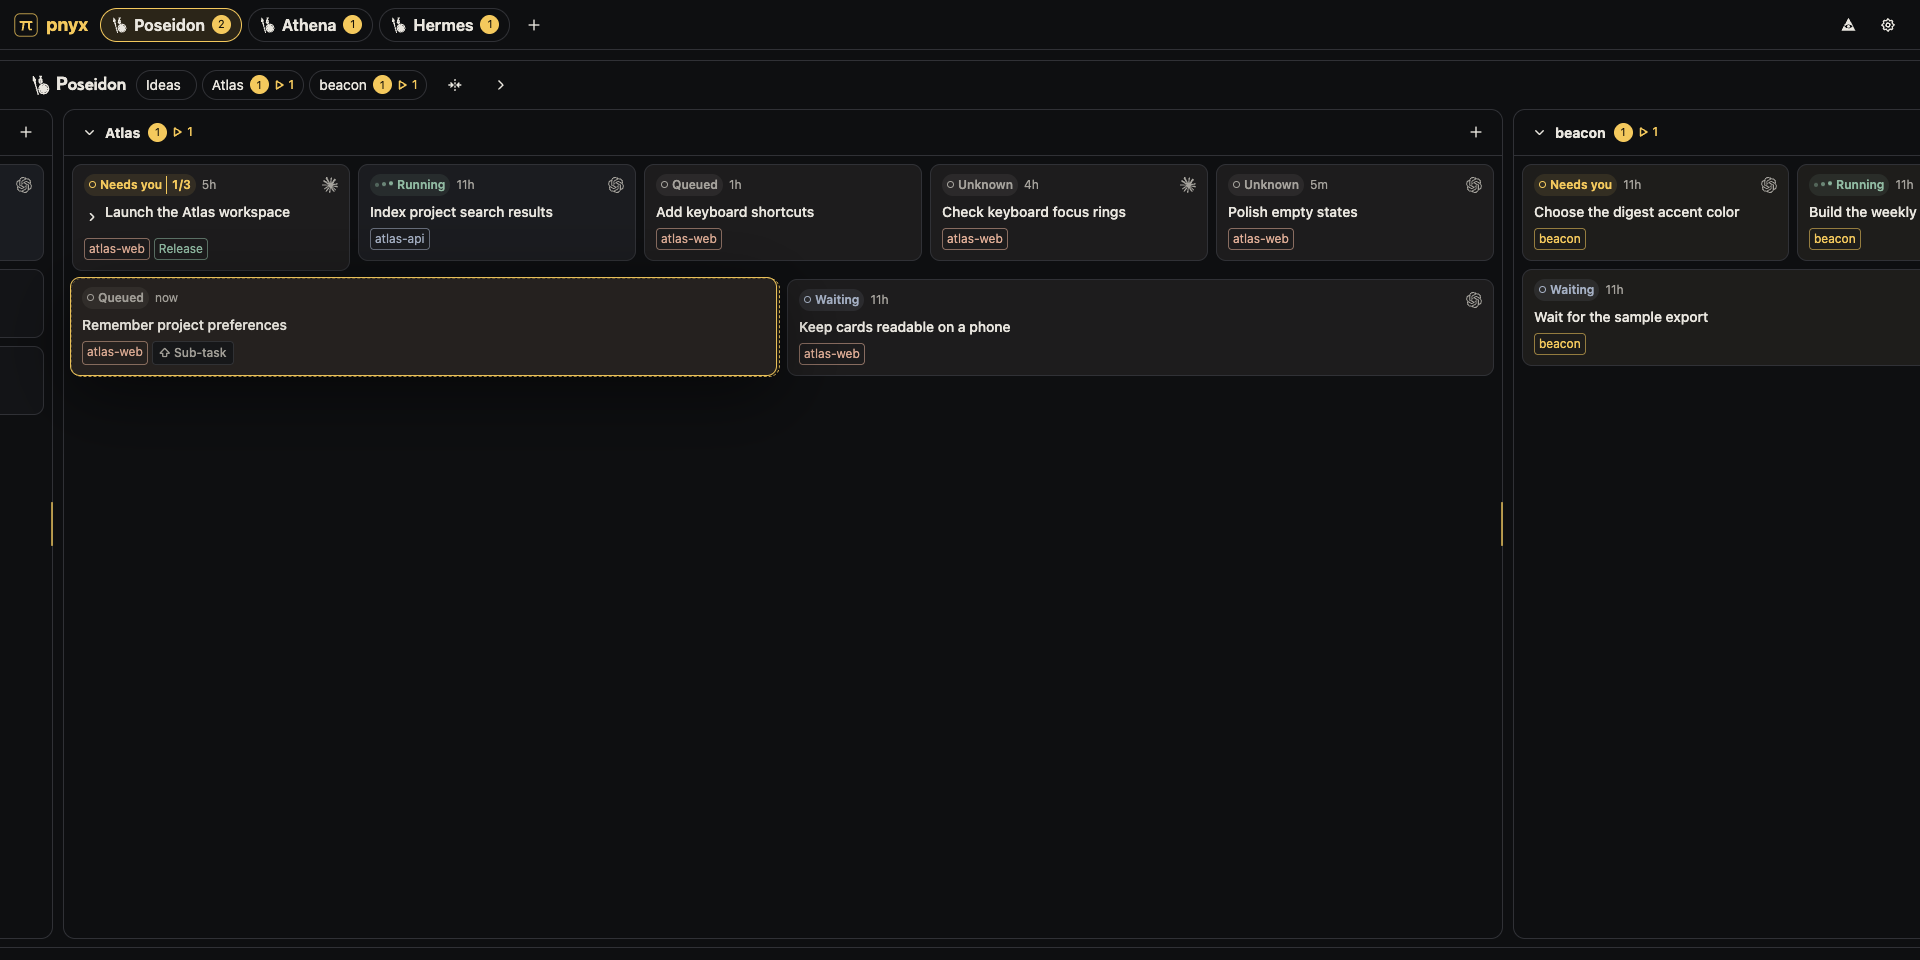 π pnyx Poseidon 2 Athena 1 Hermes 1 +
Poseidon Ideas Atlas 1 1 beacon 1 1
Atlas 1 1
Needs you 1/3 5h
Launch the Atlas workspace
atlas-web Release
Running 11h
Index project search results
atlas-api
Queued 1h
Add keyboard shortcuts
atlas-web
Unknown 4h
Check keyboard focus rings
atlas-web
Unknown 5m
Polish empty states
atlas-web
Queued now
Remember project preferences
atlas-web Sub-task
Waiting 11h
Keep cards readable on a phone
atlas-web
beacon 1 1
Needs you 11h
Choose the digest accent color
beacon
Running 11h
Build the weekly
beacon
Waiting 11h
Wait for the sample export
beacon